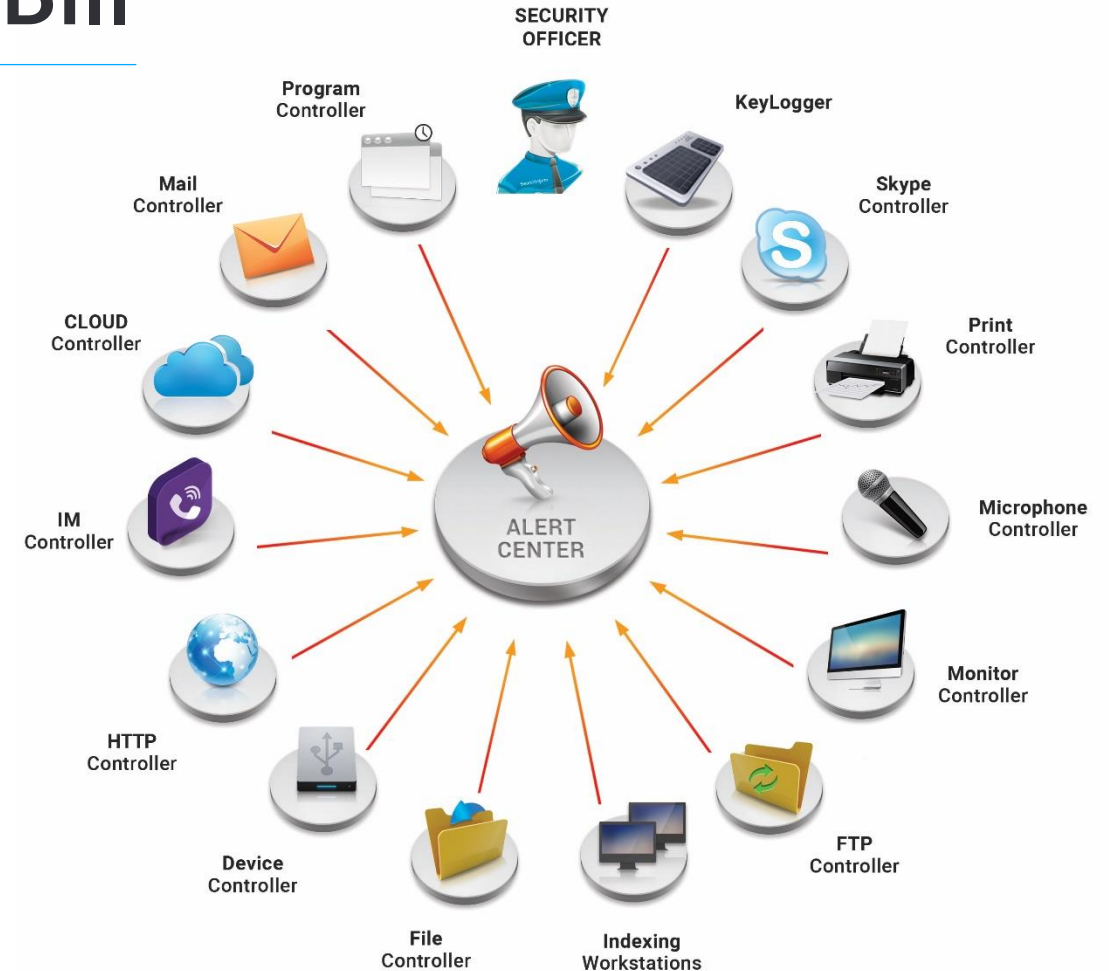 SECURITY
OFFICER
Program
Controller
KeyLogger
Mail
Controller
Skype
Controller
CLOUD
Controller
Print
Controller
ALERT
CENTER
IM
Controller
Microphone
Controller
HTTP
Controller
Monitor
Controller
Device
Controller
FTP
Controller
File
Controller
Indexing
Workstations
S